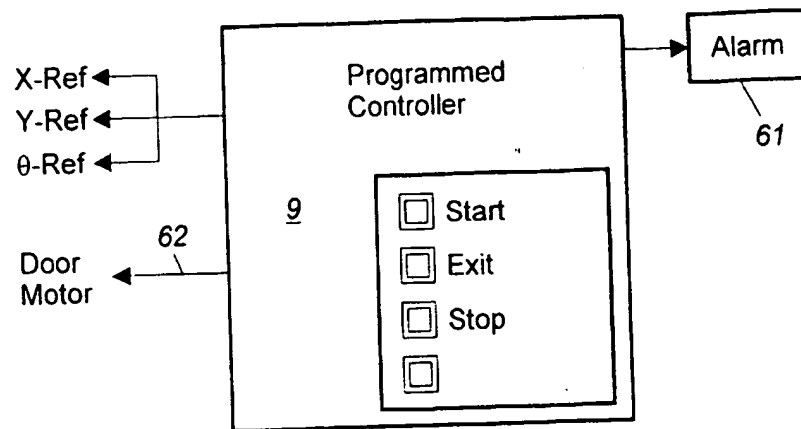 X-Ref
Y-Ref
θ-Ref
Door
Motor
62
Programmed
Controller
9
Start
Exit
Stop
Alarm
61